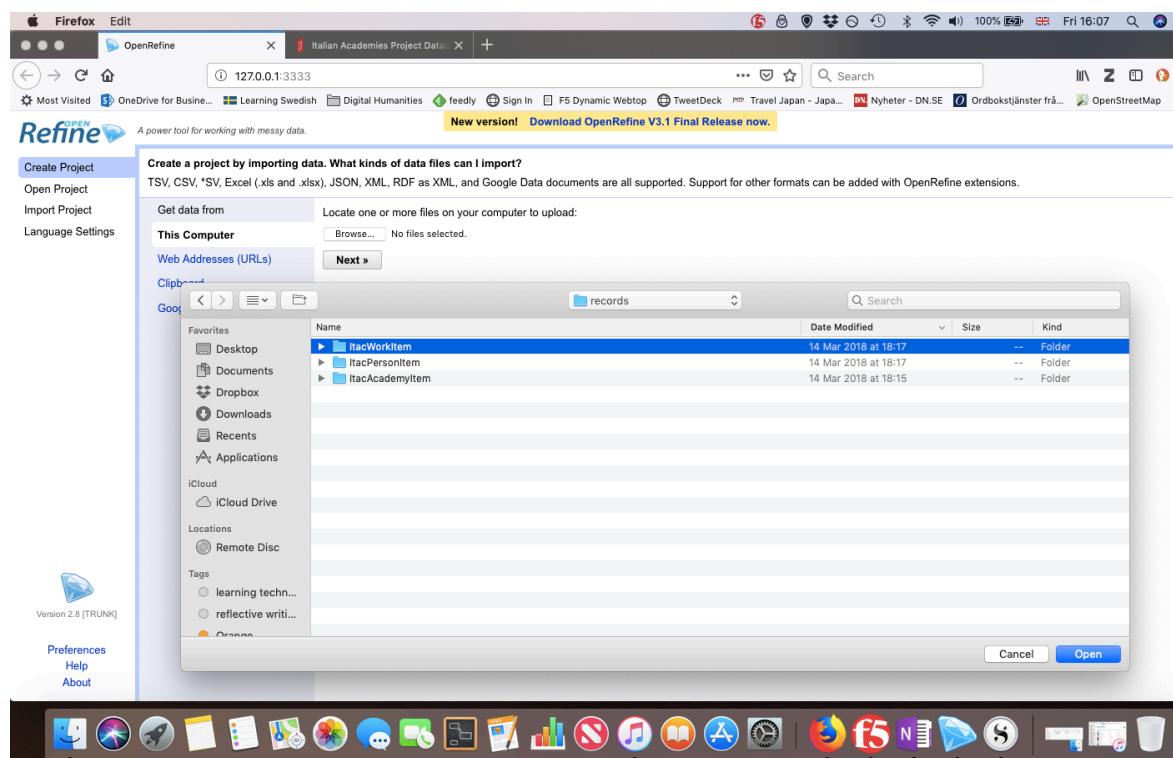 Firefox Edit 100% Fri 16:07
OpenRefine Italian Academies Project Data
127.0.0.1:3333 Search
Most Visited OneDrive for Busine... Learning Swedish Digital Humanities feedly Sign In F5 Dynamic Webtop TweetDeck Travel Japan - Japa... DN. Nyheter - DN.SE Ordbokstjänster frå... OpenStreetMap
OPEN
Refine A power tool for working with messy data. New version! Download OpenRefine V3.1 Final Release now.
Create Project
Open Project
Import Project
Language Settings
Create a project by importing data. What kinds of data files can I import?
TSV, CSV, *SV, Excel (.xls and .xlsx), JSON, XML, RDF as XML, and Google Data documents are all supported. Support for other formats can be added with OpenRefine extensions.
Get data from
This Computer
Web Addresses (URLs)
Clipboard
Goog
Locate one or more files on your computer to upload:
Browse... No files selected.
Next »
records Search
Favorites
Desktop
Documents
Dropbox
Downloads
Recents
Applications
iCloud
iCloud Drive
Locations
Remote Disc
Tags
learning techn...
reflective writi...
Orange
Name Date Modified Size Kind
ItacWorkItem 14 Mar 2018 at 18:17 -- Folder
ItacPersonItem 14 Mar 2018 at 18:17 -- Folder
ItacAcademyItem 14 Mar 2018 at 18:15 -- Folder
Cancel Open
Version 2.8 [TRUNK]
Preferences
Help
About